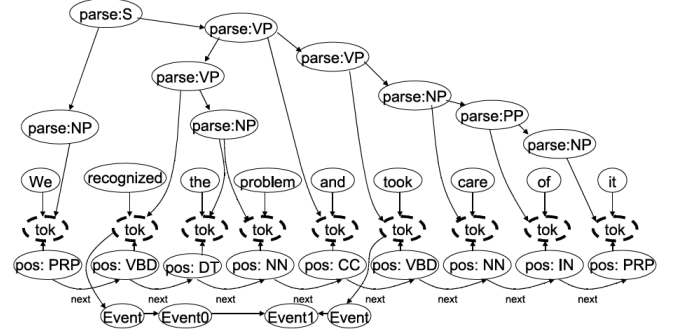 parse:S
parse:VP
parse:VP
parse:VP
parse:NP
parse:NP
parse:NP
parse:PP
parse:NP
We recognized the problem and took care of it
tok tok tok tok tok tok tok tok tok
pos: PRP pos: VBD pos: DT pos: NN pos: CC pos: VBD pos: NN pos: IN pos: PRP
next next next next next next next next
Event Event0 Event1 Event